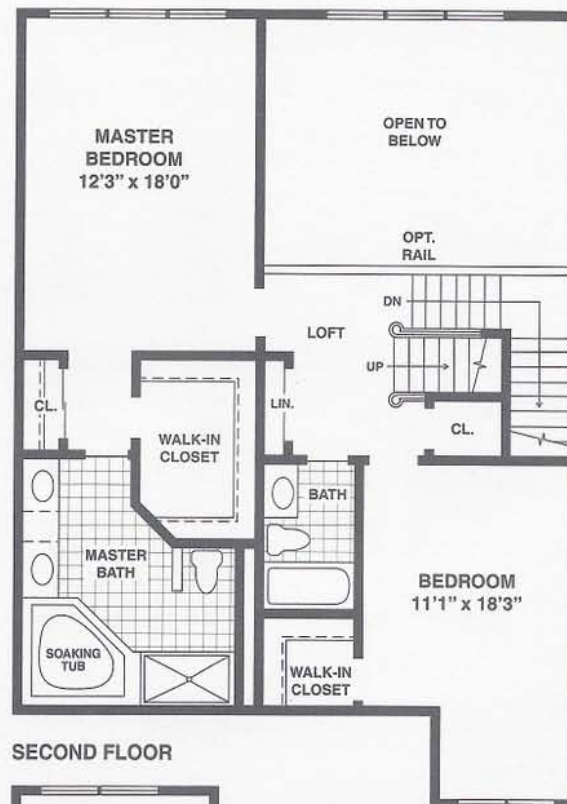 MASTER
BEDROOM
12'3" x 18'0"
OPEN TO
BELOW
OPT.
RAIL
DN
LOFT
UP
CL.
LIN.
CL.
WALK-IN
CLOSET
BATH
MASTER
BATH
BEDROOM
11'1" x 18'3"
SOAKING
TUB
WALK-IN
CLOSET
SECOND FLOOR